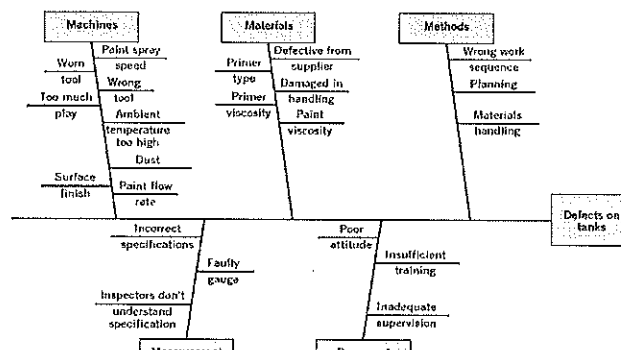 Machines
Materials
Methods
Paint spray
speed
Worn
tool
Wrong
tool
Too much
play
Ambient
temperature
too high
Dust
Surface
finish
Paint flow
rate
Defective from
supplier
Primer
type
Damaged in
handling
Primer
viscosity
Paint
viscosity
Wrong work
sequence
Planning
Materials
handling
Defects on
tanks
Incorrect
specifications
Faulty
gauge
Inspectors don't
understand
specification
Poor
attitude
Insufficient
training
Inadequate
supervision